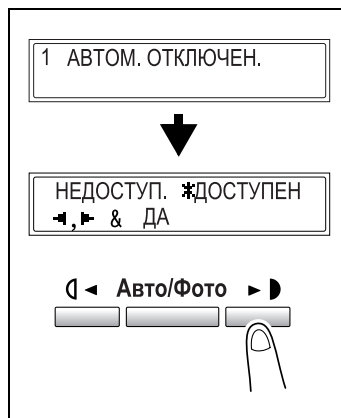 1 АВТОМ. ОТКЛЮЧЕН.
НЕДОСТУП. *ДОСТУПЕН
◄,► & ДА
◄ Авто/Фото ►